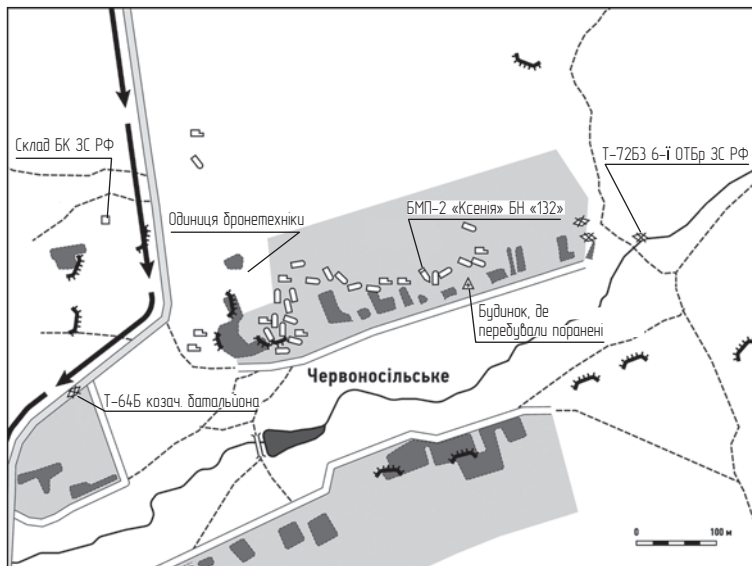 Склад БК ЗС РФ
Т-72Б3 6-ї ОТБр ЗС РФ
Одиниця бронетехніки
БМП-2 «Ксенія» БН «132»
Будинок, де
перебували поранені
Червоносільське
Т-64Б козач. батальйона
0 100 м